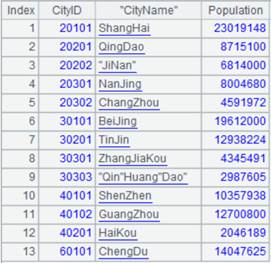 Index CityID "CityName" Population
1 20101 ShangHai 23019148
2 20201 QingDao 8715100
3 20202 "JiNan" 6814000
4 20301 NanJing 8004680
5 20302 ChangZhou 4591972
6 30101 BeiJing 19612000
7 30201 TinJin 12938224
8 30301 ZhangJiaKou 4345491
9 30303 "Qin"Huang"Dao" 2987605
10 40101 ShenZhen 10357938
11 40102 GuangZhou 12700800
12 40201 HaiKou 2046189
13 60101 ChengDu 14047625